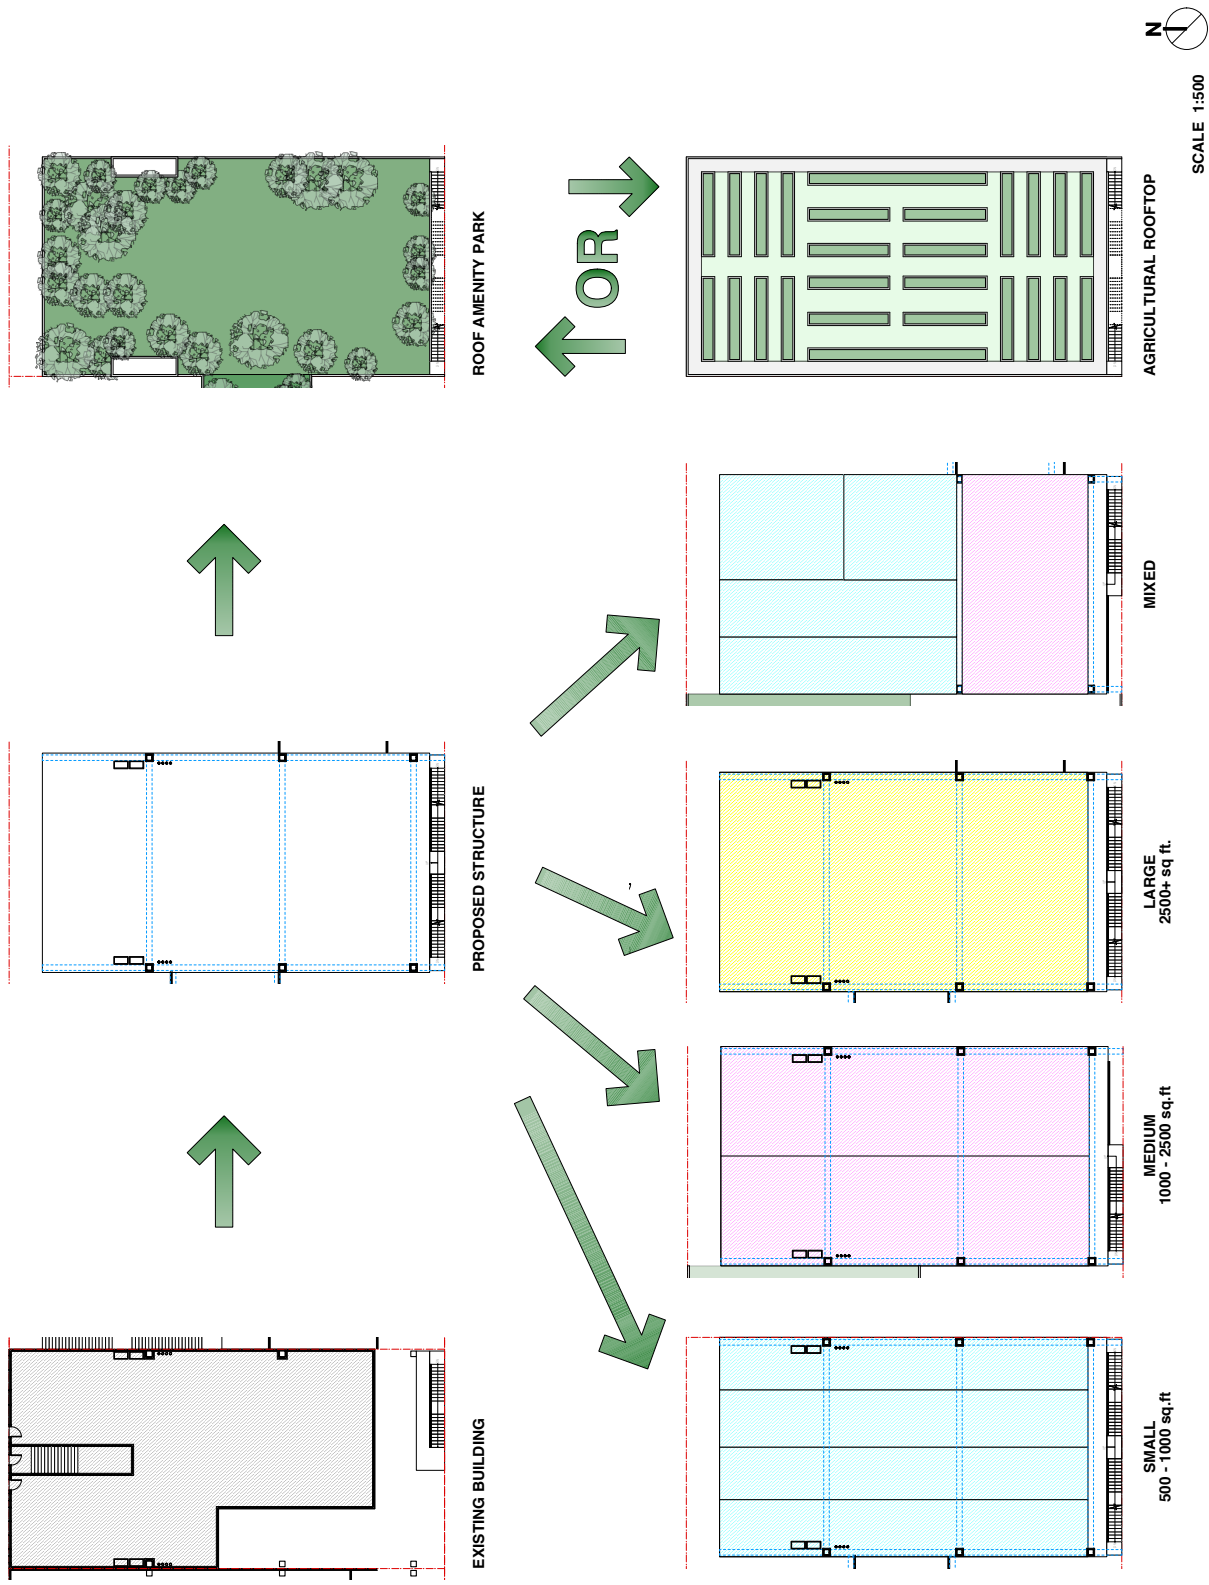 EXISTING BUILDING
PROPOSED STRUCTURE
ROOF AMENITY PARK
OR
SMALL
500 - 1000 sq.ft
MEDIUM
1000 - 2500 sq.ft
LARGE
2500+ sq ft.
MIXED
AGRICULTURAL ROOFTOP
SCALE 1:500
N